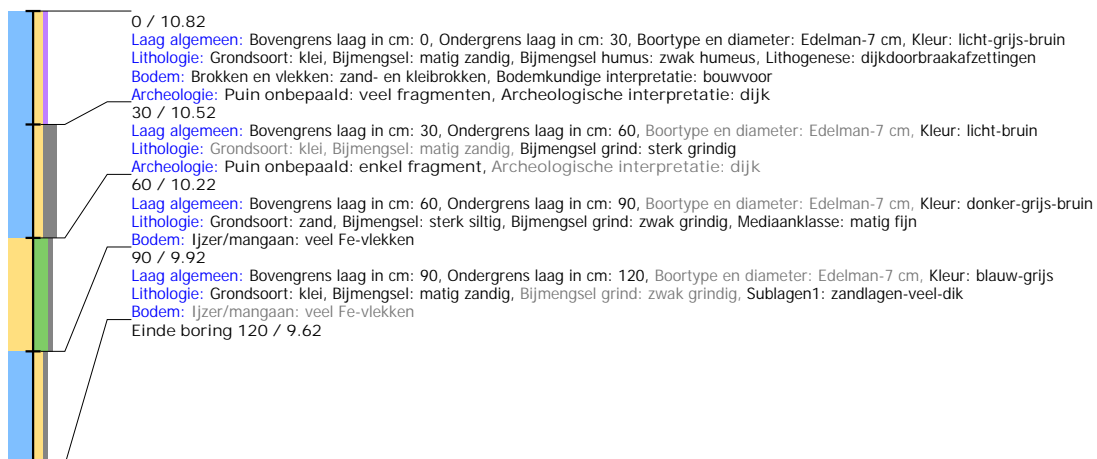 0 / 10.82
Laag algemeen: Bovengrens laag in cm: 0, Ondergrens laag in cm: 30, Boortype en diameter: Edelman-7 cm, Kleur: licht-grijs-bruin
Lithologie: Grondsoort: klei, Bijmengsel: matig zandig, Bijmengsel humus: zwak humeus, Lithogenese: dijkdoorbraakafzettingen
Bodem: Brokken en vlekken: zand- en kleibrokken, Bodemkundige interpretatie: bouwvoor
Archeologie: Puin onbepaald: veel fragmenten, Archeologische interpretatie: dijk
30 / 10.52
Laag algemeen: Bovengrens laag in cm: 30, Ondergrens laag in cm: 60, Boortype en diameter: Edelman-7 cm, Kleur: licht-bruin
Lithologie: Grondsoort: klei, Bijmengsel: matig zandig, Bijmengsel grind: sterk grindig
Archeologie: Puin onbepaald: enkel fragment, Archeologische interpretatie: dijk
60 / 10.22
Laag algemeen: Bovengrens laag in cm: 60, Ondergrens laag in cm: 90, Boortype en diameter: Edelman-7 cm, Kleur: donker-grijs-bruin
Lithologie: Grondsoort: zand, Bijmengsel: sterk siltig, Bijmengsel grind: zwak grindig, Mediaanklasse: matig fijn
Bodem: Ijzer/mangaan: veel Fe-vlekken
90 / 9.92
Laag algemeen: Bovengrens laag in cm: 90, Ondergrens laag in cm: 120, Boortype en diameter: Edelman-7 cm, Kleur: blauw-grijs
Lithologie: Grondsoort: klei, Bijmengsel: matig zandig, Bijmengsel grind: zwak grindig, Sublagen1: zandlagen-veel-dik
Bodem: Ijzer/mangaan: veel Fe-vlekken
Einde boring 120 / 9.62